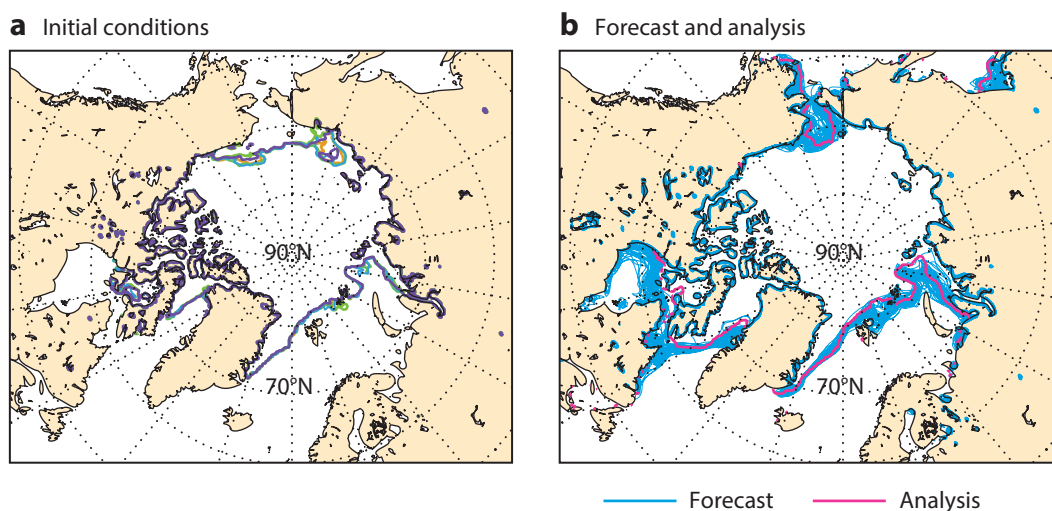 a Initial conditions
b Forecast and analysis
90°N
70°N
90°N
70°N
Forecast
Analysis